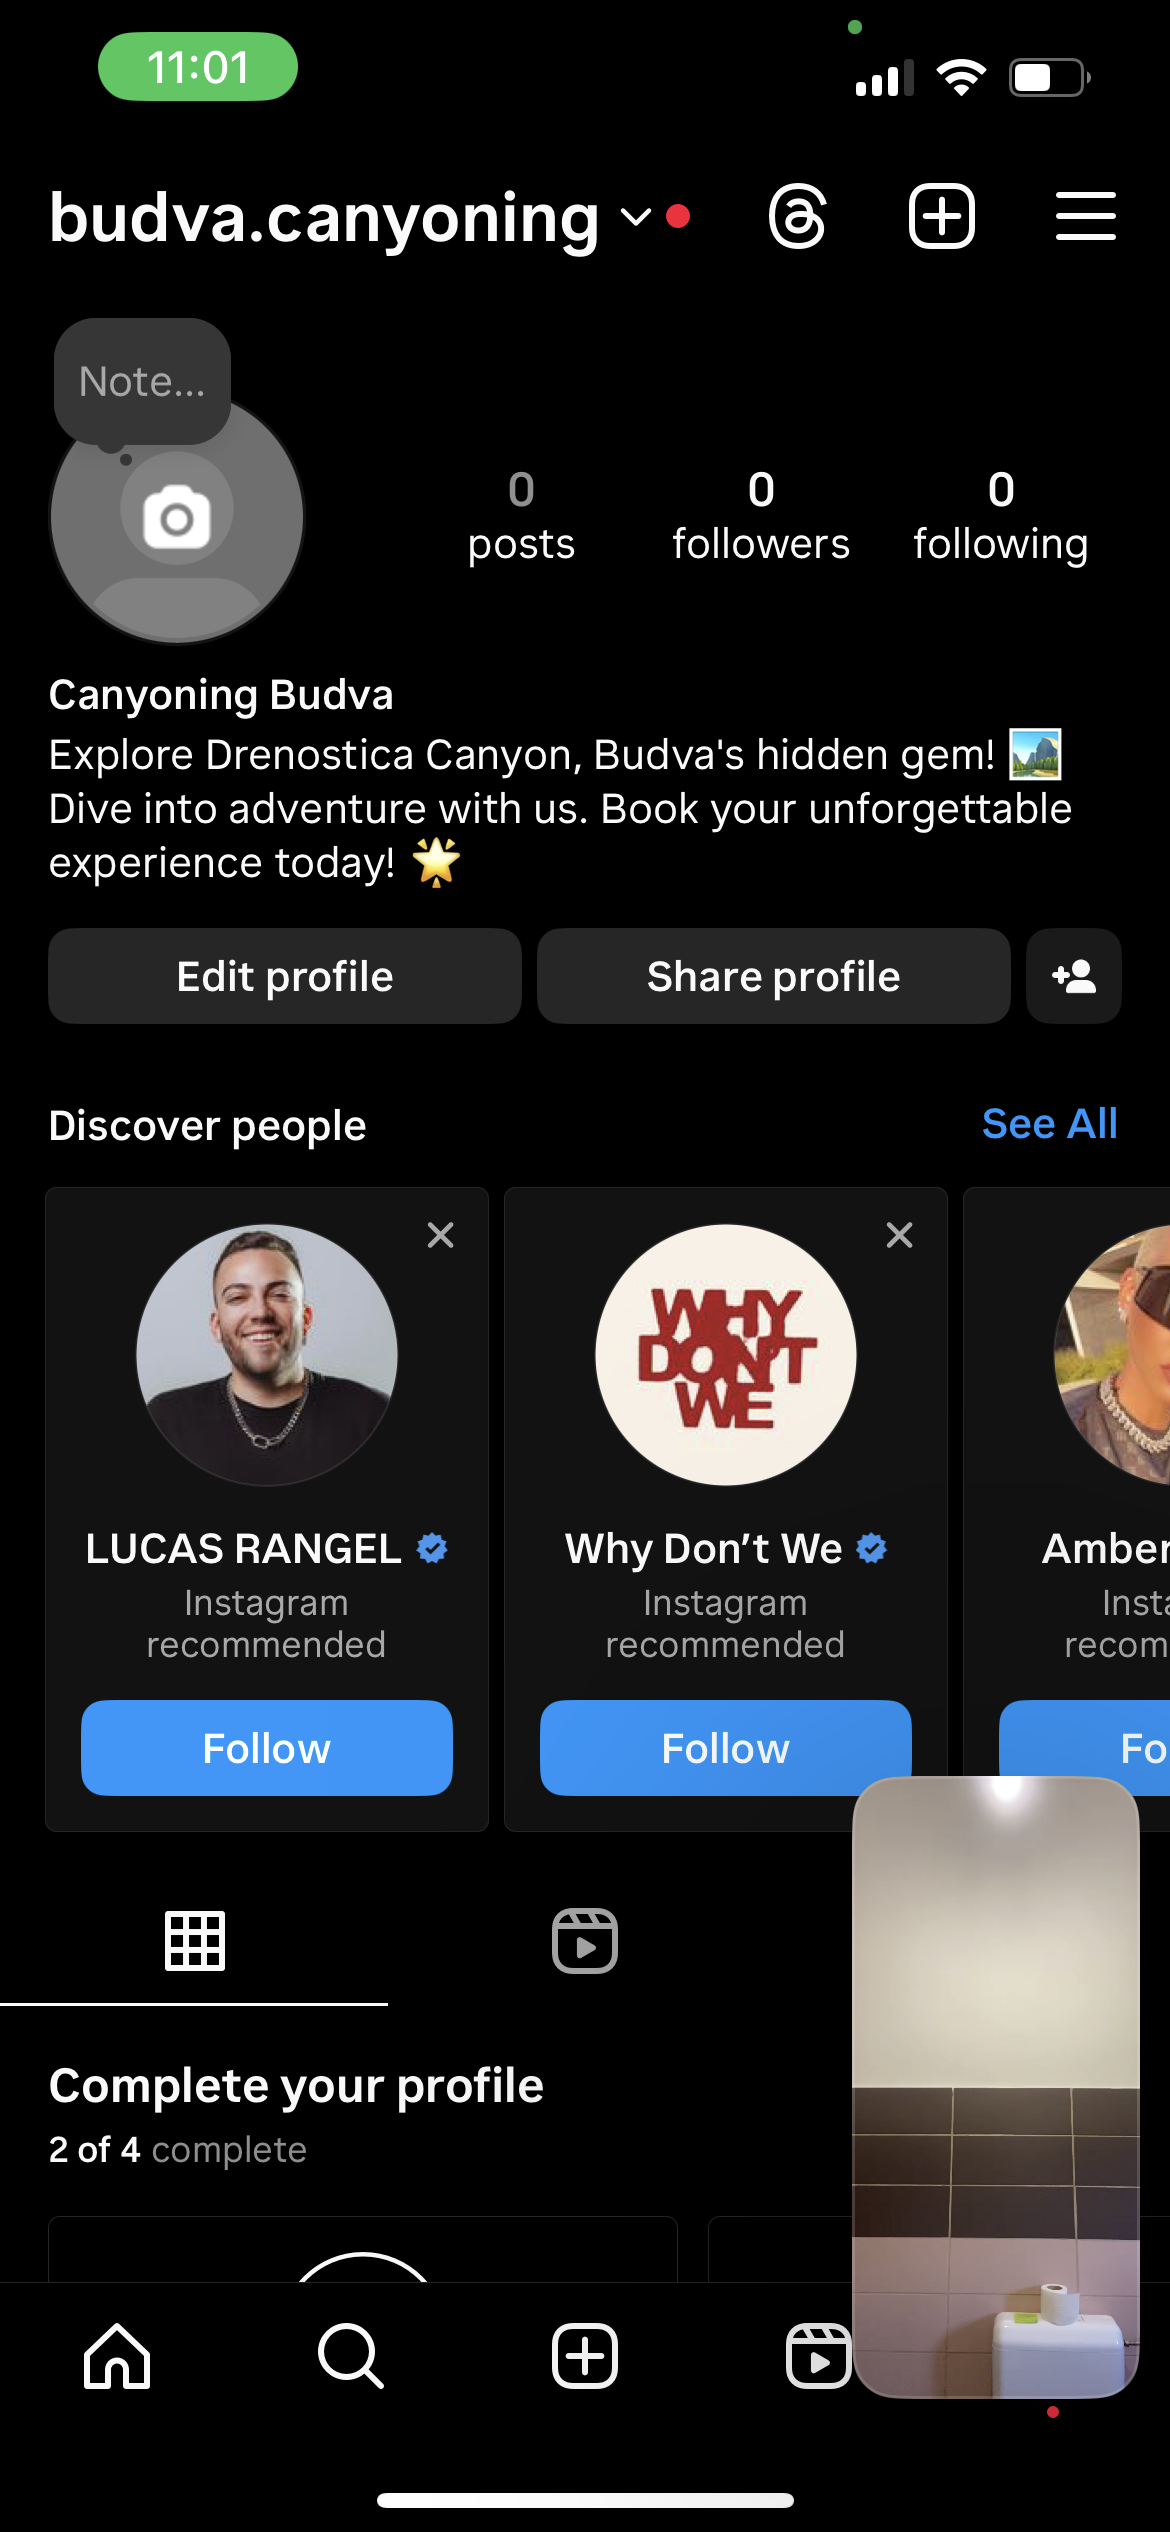 11:01
budva.canyoning
Note...
0 posts
0 followers
0 following
Canyoning Budva
Explore Drenostica Canyon, Budva's hidden gem! 🏞️
Dive into adventure with us. Book your unforgettable
experience today! 🌟
Edit profile
Share profile
Discover people
See All
WHY
DON'T
WE
LUCAS RANGEL
Instagram
recommended
Follow
Why Don't We
Instagram
recommended
Follow
Amber
Insta
recom
Fo
Complete your profile
2 of 4 complete